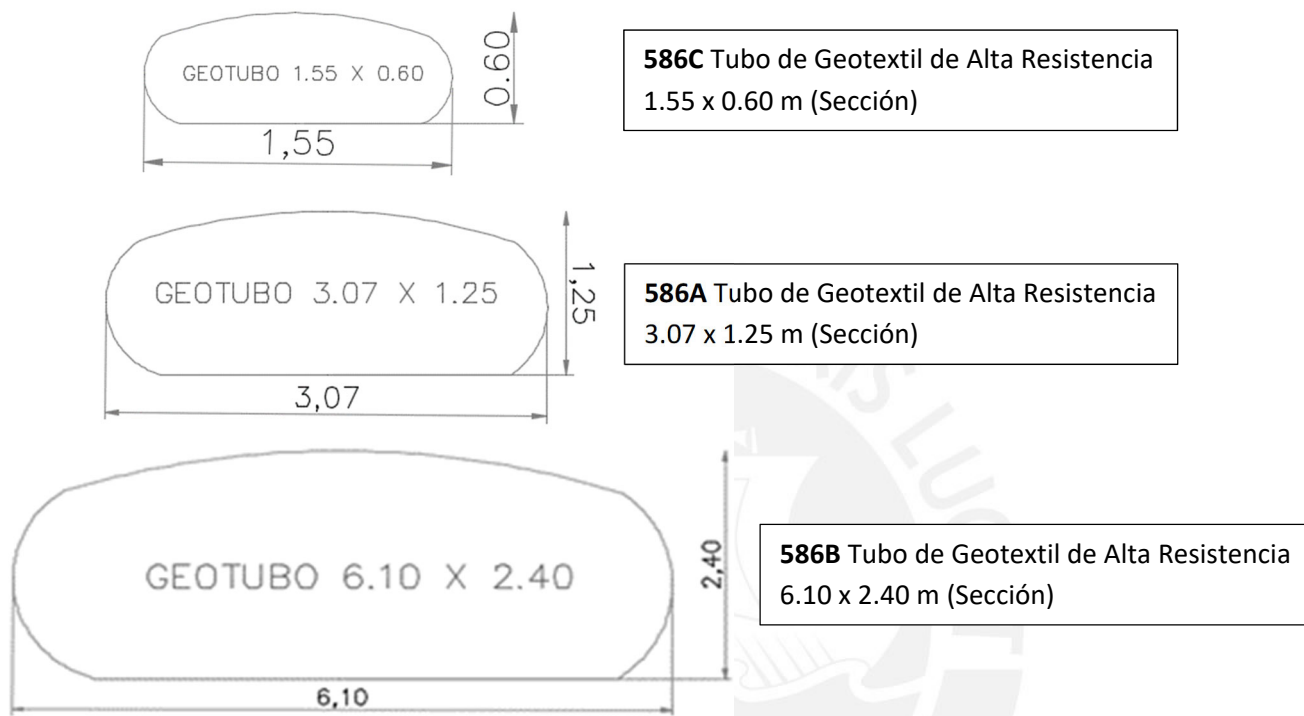 GEOTUBO 1.55 X 0.60
0.60
1,55
586C Tubo de Geotextil de Alta Resistencia
1.55 x 0.60 m (Sección)
GEOTUBO 3.07 X 1.25
1,25
3,07
586A Tubo de Geotextil de Alta Resistencia
3.07 x 1.25 m (Sección)
GEOTUBO 6.10 X 2.40
2,40
6,10
586B Tubo de Geotextil de Alta Resistencia
6.10 x 2.40 m (Sección)